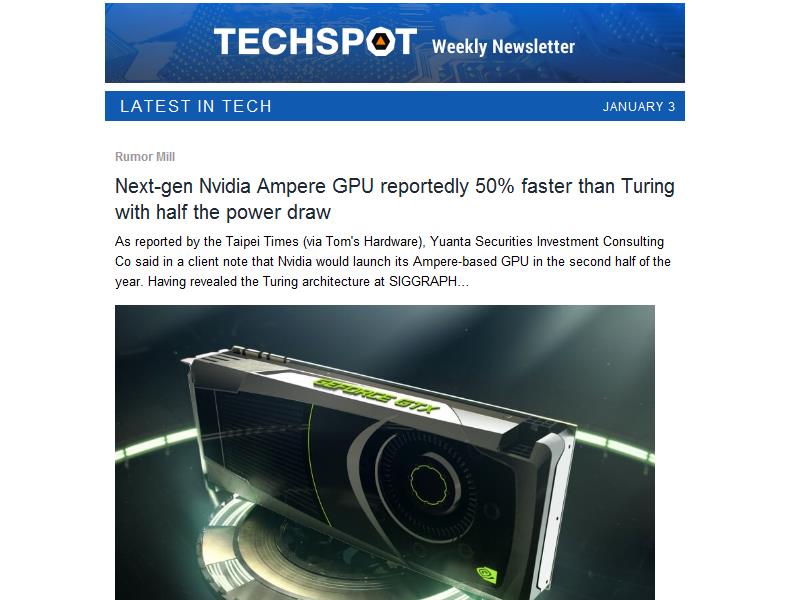 TECHSPOT Weekly Newsletter
LATEST IN TECH JANUARY 3
Rumor Mill
Next-gen Nvidia Ampere GPU reportedly 50% faster than Turing
with half the power draw
As reported by the Taipei Times (via Tom's Hardware), Yuanta Securities Investment Consulting
Co said in a client note that Nvidia would launch its Ampere-based GPU in the second half of the
year. Having revealed the Turing architecture at SIGGRAPH...
GEFORCE GTX